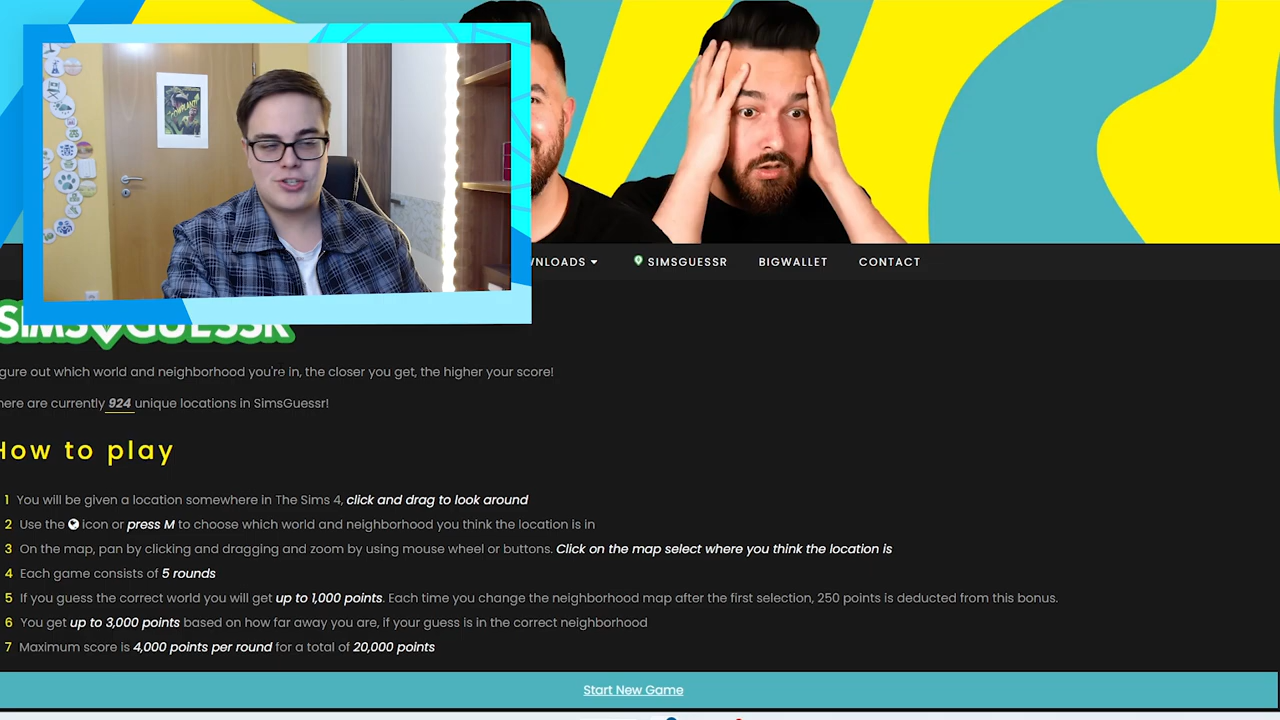 WNLOADS
SIMSGUESSR
BIGWALLET
CONTACT
SIMSGUESSR
gure out which world and neighborhood you're in, the closer you get, the higher your score!
here are currently 924 unique locations in SimsGuessr!
How to play
1 You will be given a location somewhere in The Sims 4, click and drag to look around
2 Use the icon or press M to choose which world and neighborhood you think the location is in
3 On the map, pan by clicking and dragging and zoom by using mouse wheel or buttons. Click on the map select where you think the location is
4 Each game consists of 5 rounds
5 If you guess the correct world you will get up to 1,000 points. Each time you change the neighborhood map after the first selection, 250 points is deducted from this bonus.
6 You get up to 3,000 points based on how far away you are, if your guess is in the correct neighborhood
7 Maximum score is 4,000 points per round for a total of 20,000 points
Start New Game